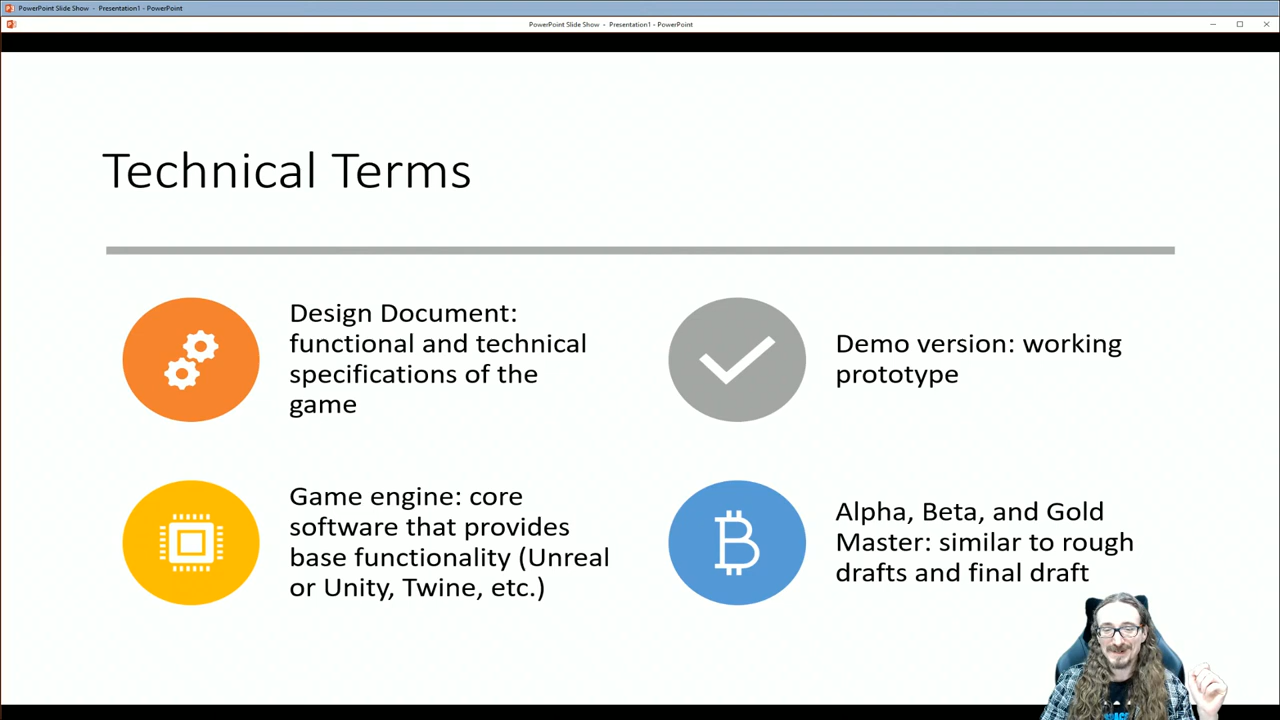 PowerPoint Slide Show - Presentation1 - PowerPoint
PowerPoint Slide Show - Presentation1 - PowerPoint
Technical Terms
Design Document:
functional and technical
specifications of the
game
Demo version: working
prototype
Game engine: core
software that provides
base functionality (Unreal
or Unity, Twine, etc.)
Alpha, Beta, and Gold
Master: similar to rough
drafts and final draft